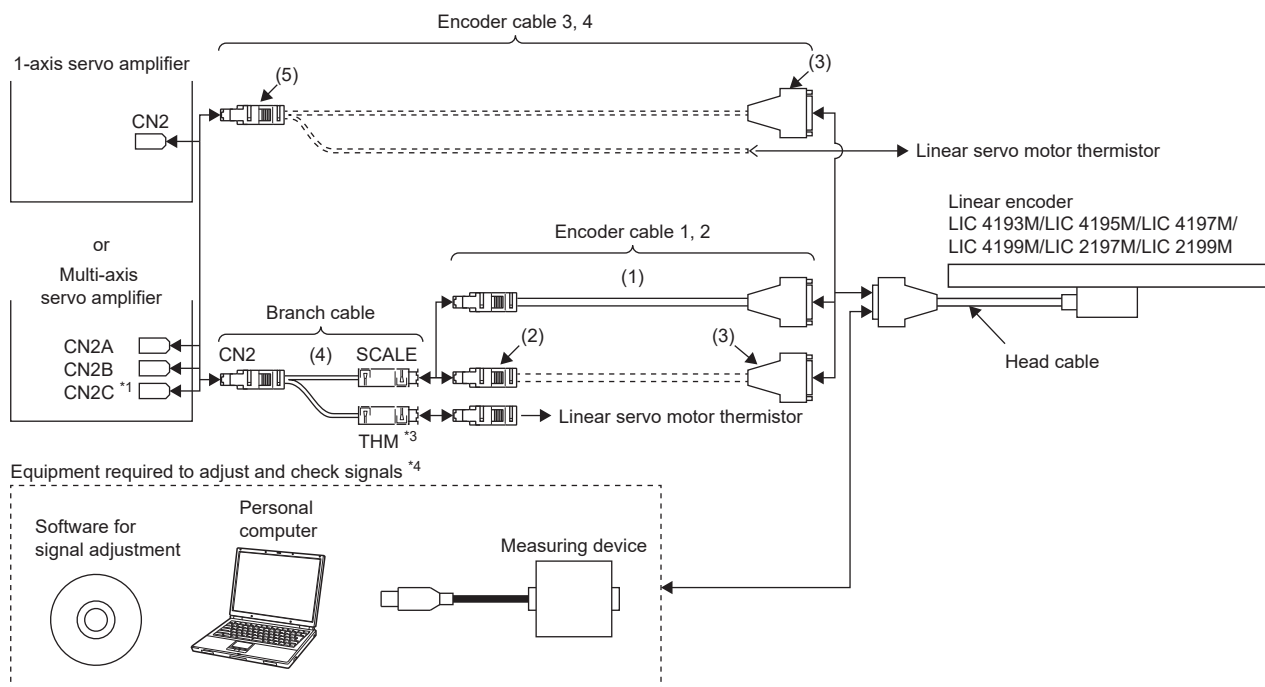 Encoder cable 3, 4
1-axis servo amplifier
(5)
(3)
CN2
Linear servo motor thermistor
Linear encoder
LIC 4193M/LIC 4195M/LIC 4197M/
LIC 4199M/LIC 2197M/LIC 2199M
or
Encoder cable 1, 2
Multi-axis
servo amplifier
(1)
Branch cable
CN2A
CN2B
CN2C *1
CN2
(4)
SCALE
(2)
(3)
Head cable
THM *3
Linear servo motor thermistor
Equipment required to adjust and check signals *4
Software for
signal adjustment
Personal
computer
Measuring device